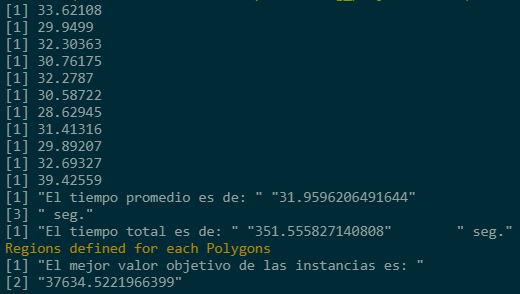 [1] 33.62108
[1] 29.9499
[1] 32.30363
[1] 30.76175
[1] 32.2787
[1] 30.58722
[1] 28.62945
[1] 31.41316
[1] 29.89207
[1] 32.69327
[1] 39.42559
[1] "El tiempo promedio es de: " "31.9596206491644"
[3] " seg."
[1] "El tiempo total es de: " "351.555827140808"        " seg."
Regions defined for each Polygons
[1] "El mejor valor objetivo de las instancias es: "
[2] "37634.5221966399"